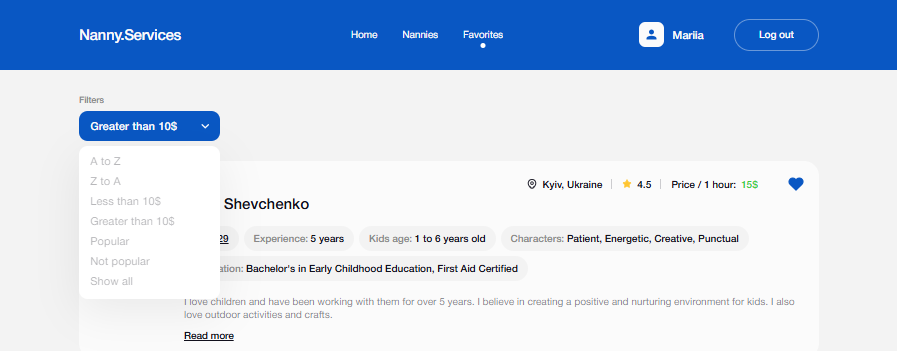 Nanny.Services
Home Nannies Favorites
Mariia
Log out
Filters
Greater than 10$
A to Z
Z to A
Less than 10$
Greater than 10$
Popular
Not popular
Show all
Kyiv, Ukraine 4.5 Price / 1 hour: 15$
Shevchenko
29 Experience: 5 years Kids age: 1 to 6 years old Characters: Patient, Energetic, Creative, Punctual
Bachelor's in Early Childhood Education, First Aid Certified
I love children and have been working with them for over 5 years. I believe in creating a positive and nurturing environment for kids. I also
love outdoor activities and crafts.
Read more